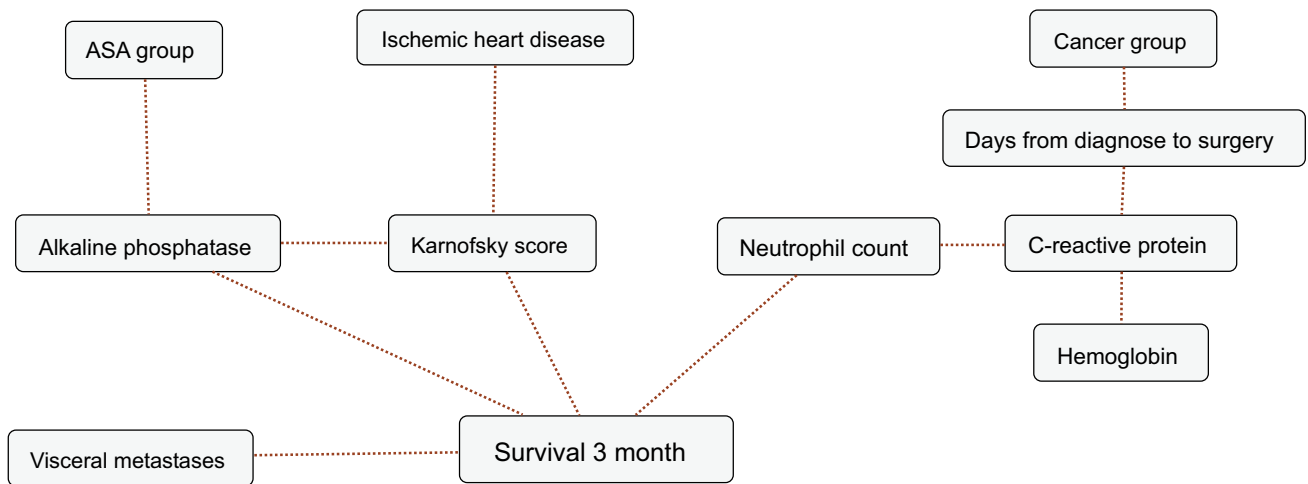 ASA group
Ischemic heart disease
Cancer group
Days from diagnose to surgery
Alkaline phosphatase
Karnofsky score
Neutrophil count
C-reactive protein
Hemoglobin
Survival 3 month
Visceral metastases